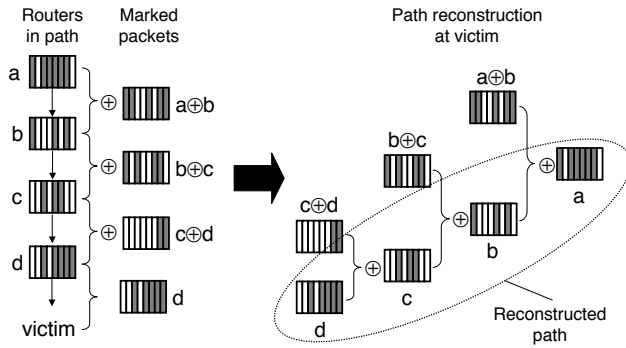 Routers
in path
Marked
packets
Path reconstruction
at victim
a
⊕
a⊕b
b
⊕
b⊕c
c
⊕
c⊕d
d
d
victim
a⊕b
b⊕c
⊕
a
c⊕d
⊕
b
⊕
c
d
Reconstructed
path